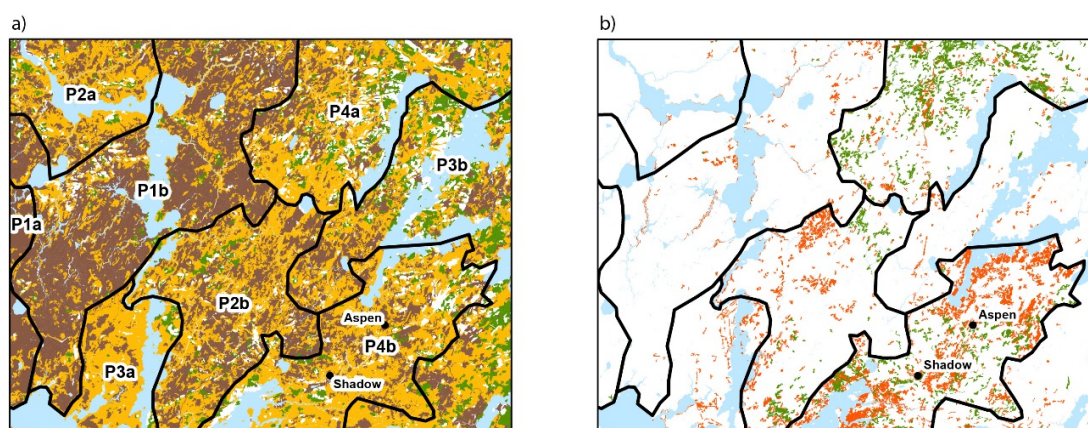 a)
b)
P2a
P4a
P3b
P1a
P1b
P2b
Aspen
P4b
P3a
Shadow
Aspen
Shadow